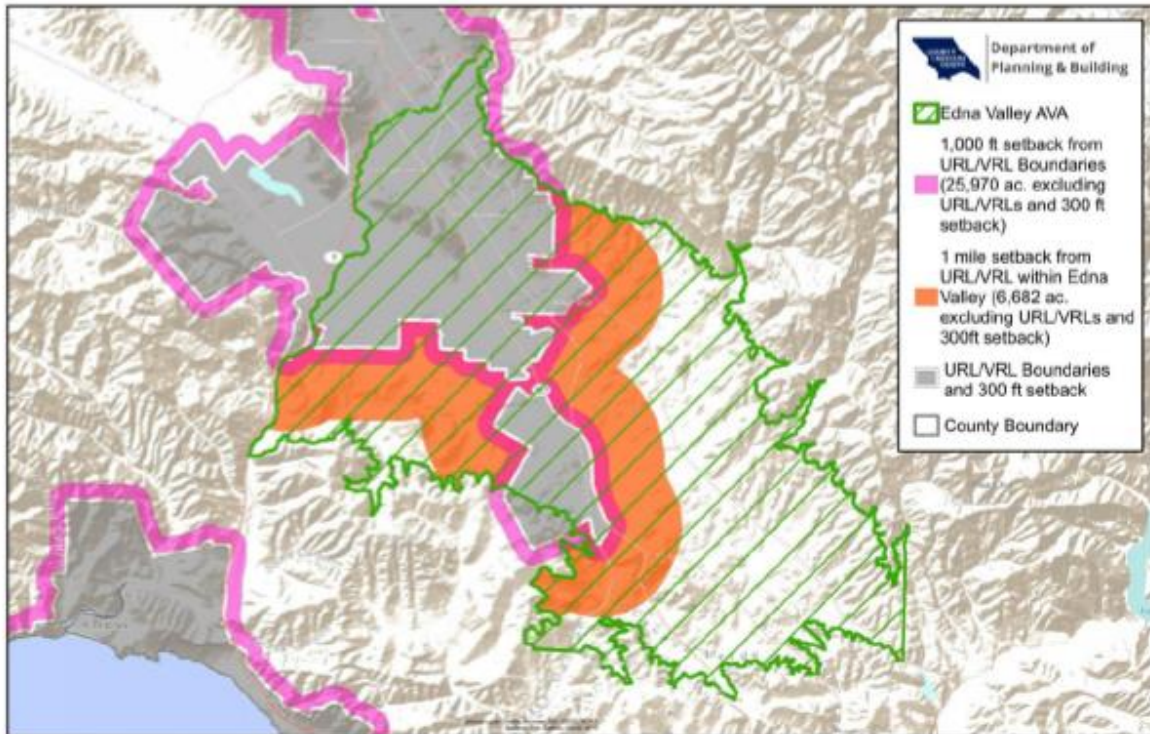 Department of
Planning & Building
Edna Valley AVA
1,000 ft setback from
URL/VRL Boundaries
(25,970 ac. excluding
URL/VRLs and 300 ft
setback)
1 mile setback from
URL/VRL within Edna
Valley (6,682 ac.
excluding URL/VRLs and
300ft setback)
URL/VRL Boundaries
and 300 ft setback
County Boundary